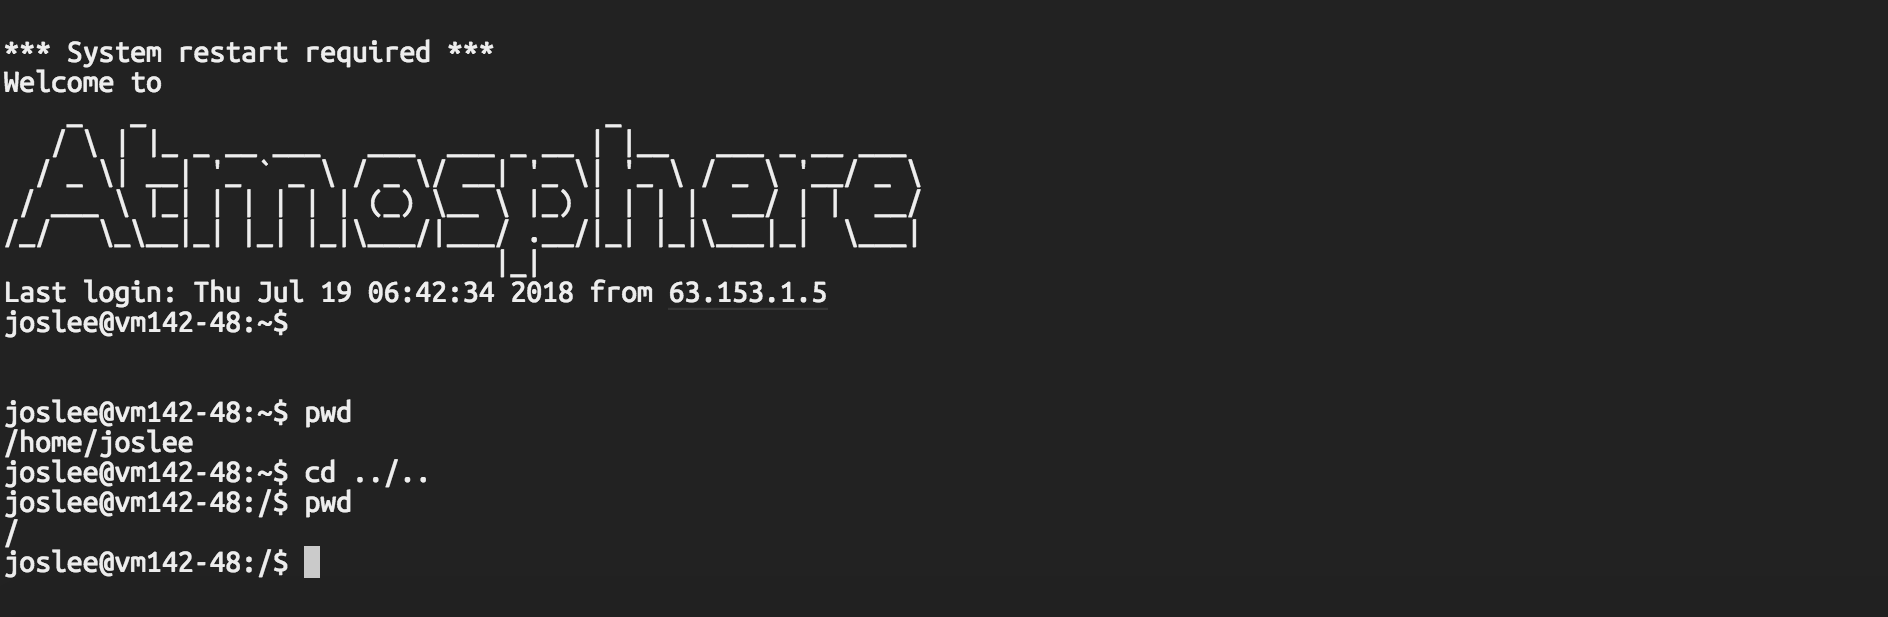 *** System restart required ***
Welcome to
Atmosphere
Last login: Thu Jul 19 06:42:34 2018 from 63.153.1.5
joslee@vm142-48:~$
joslee@vm142-48:~$ pwd
/home/joslee
joslee@vm142-48:~$ cd ../..
joslee@vm142-48:/$ pwd
/
joslee@vm142-48:/$